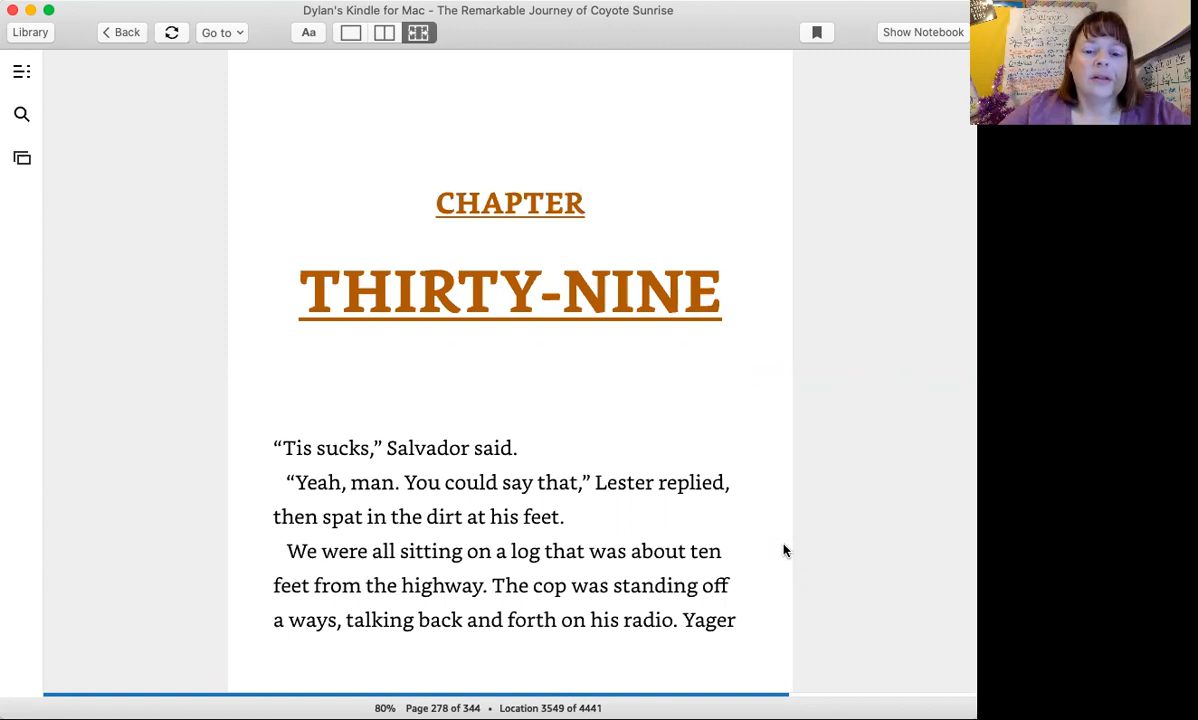 Dylan's Kindle for Mac - The Remarkable Journey of Coyote Sunrise
Library
Back
Go to
Aa
Show Notebook
CHAPTER
THIRTY-NINE
“Tis sucks,” Salvador said.
“Yeah, man. You could say that,” Lester replied,
then spat in the dirt at his feet.
We were all sitting on a log that was about ten
feet from the highway. The cop was standing off
a ways, talking back and forth on his radio. Yager
80% Page 278 of 344 • Location 3549 of 4441